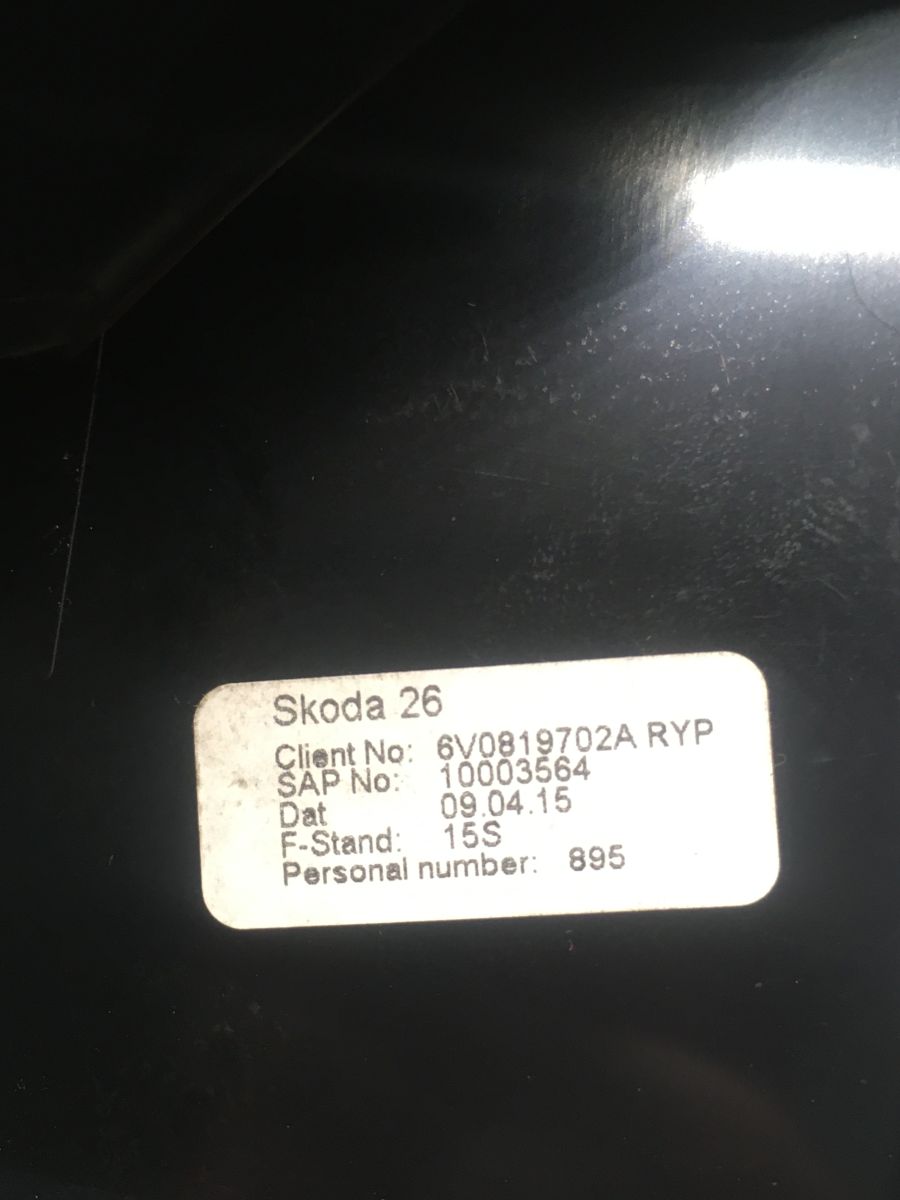 Skoda 26
Client No: 6V0819702A RYP
SAP No: 10003564
Dat 09.04.15
F-Stand: 15S
Personal number: 895